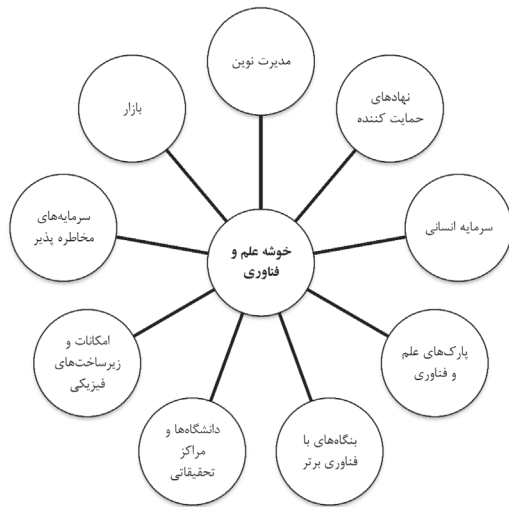 مدیرت نوین
نهادهای
حمایت کننده
سرمایه انسانی
پارک‌های علم
و فناوری
بنگاه‌های با
فناوری برتر
دانشگاه‌ها و
مراکز
تحقیقاتی
امکانات و
زیرساخت‌های
فیزیکی
سرمایه‌های
مخاطره پذیر
بازار
خوشه علم و
فناوری